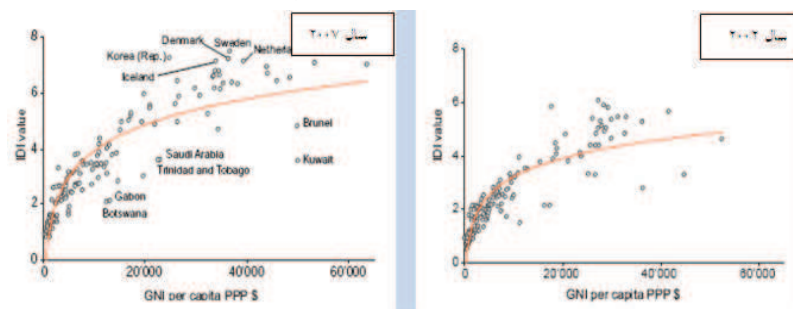 سال ۲۰۰۷
IDI value
8
6
4
2
0
0
20'000
40'000
60'000
GNI per capita PPP $
Denmark
Sweden
Korea (Rep.)
Netherla
Iceland
Brunei
Saudi Arabia
Kuwait
Trinidad and Tobago
Gabon
Botswana
سال ۲۰۰۲
IDI value
8
6
4
2
0
0
20'000
40'000
60'000
GNI per capita PPP $